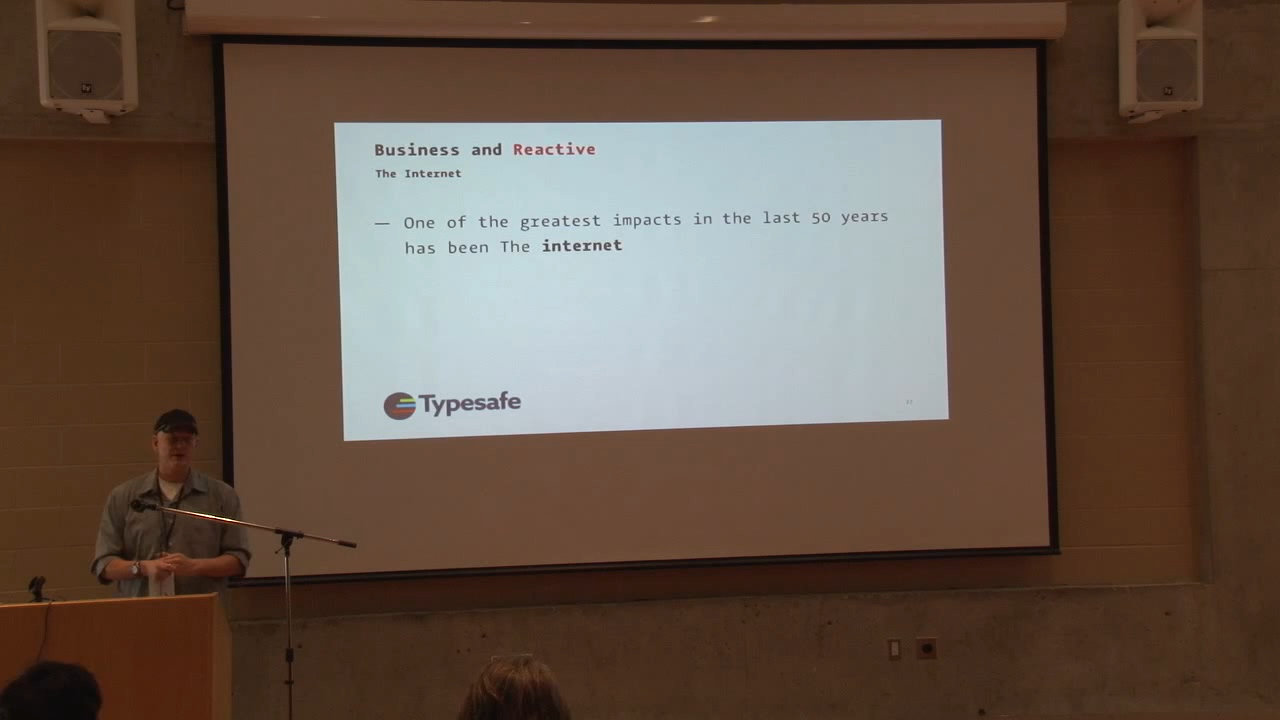 Business and Reactive
The Internet
— One of the greatest impacts in the last 50 years
has been The internet
Typesafe